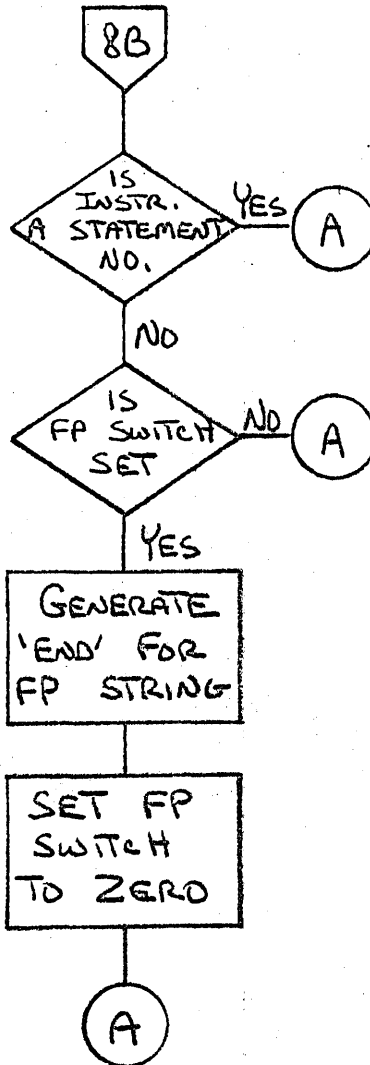 8B
IS
INSTR.
A STATEMENT
NO.
YES
A
NO
IS
FP SWITCH
SET
NO
A
YES
GENERATE
'END' FOR
FP STRING
SET FP
SWITCH
TO ZERO
A